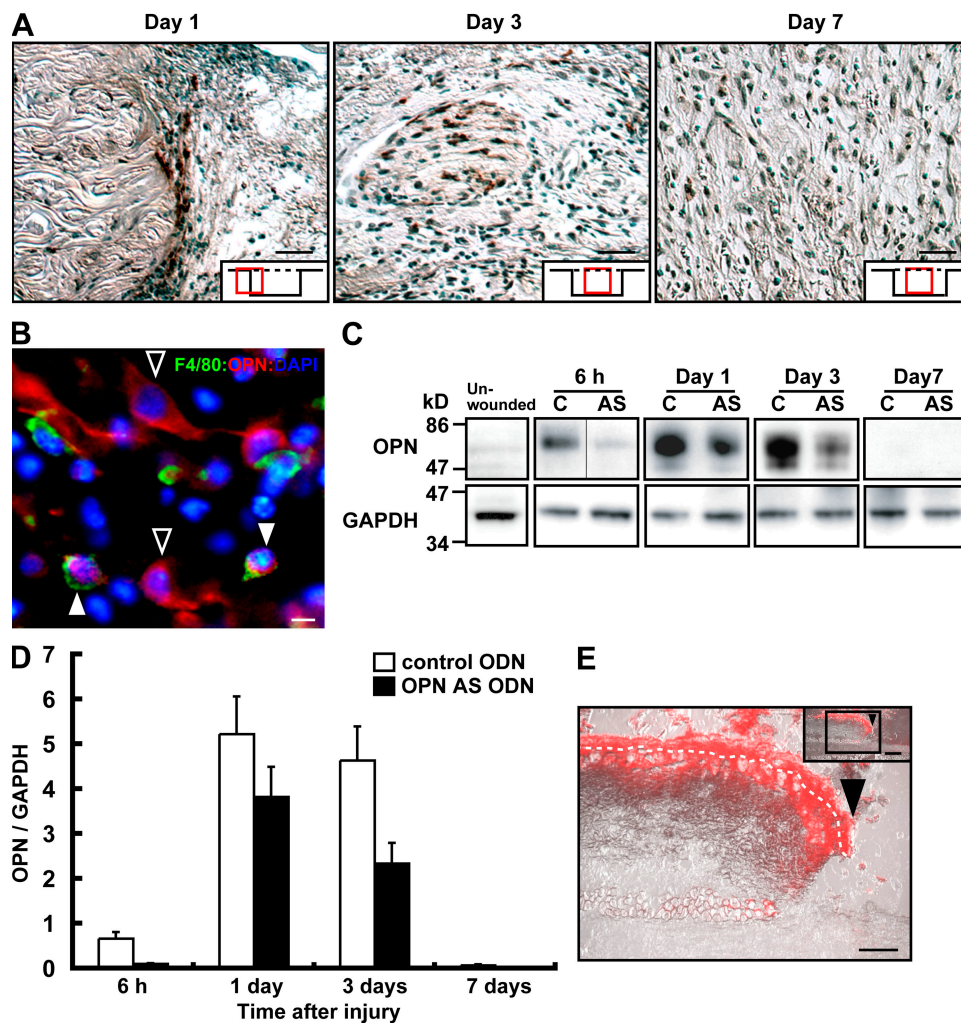 A
Day 1 Day 3 Day 7
B
F4/80:OPN:DAPI
C
Un-
wounded
6 h Day 1 Day 3 Day7
kD C AS C AS C AS C AS
86
OPN
47
47
GAPDH
34
D
7
6
5
4
3
2
1
0
OPN / GAPDH
control ODN
OPN AS ODN
6 h 1 day 3 days 7 days
Time after injury
E